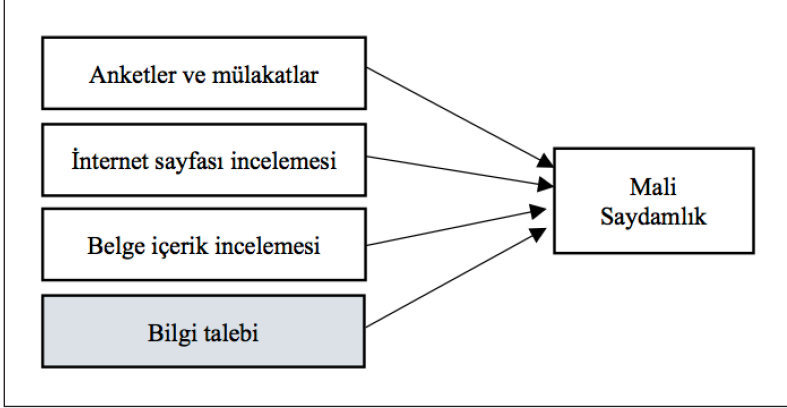 Anketler ve mülakatlar
İnternet sayfası incelemesi
Belge içerik incelemesi
Bilgi talebi
Mali
Saydamlık